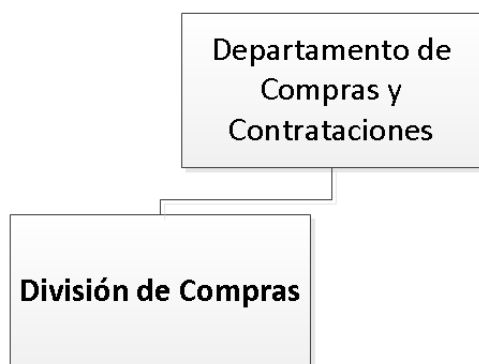 Departamento de
Compras y
Contrataciones
División de Compras